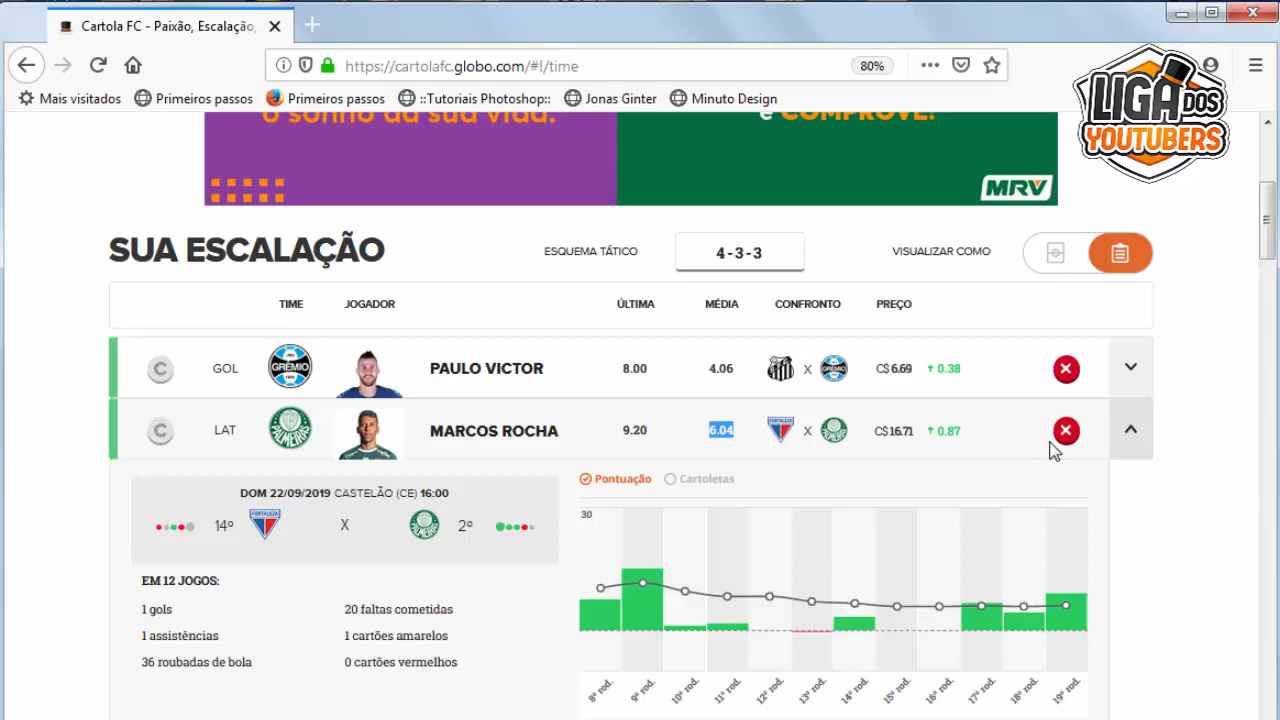 Cartola FC - Paixão, Escalação,
https://cartolafc.globo.com/#!/time
80%
Mais visitados
Primeiros passos
Primeiros passos
::Tutoriais Photoshop::
Jonas Ginter
Minuto Design
LIGA DOS
YOUTUBERS
o sonho da sua vida.
e COMPROVE!
MRV
SUA ESCALAÇÃO
ESQUEMA TÁTICO
4-3-3
VISUALIZAR COMO
TIME JOGADOR ÚLTIMA MÉDIA CONFRONTO PREÇO
C GOL GRÊMIO PAULO VICTOR 8.00 4.06 X C$ 6.69 0.38
C LAT PALMEIRAS MARCOS ROCHA 9.20 6.04 FORTALEZA X C$ 16.71 0.87
DOM 22/09/2019 CASTELÃO (CE) 16:00
14º FORTALEZA X 2º
EM 12 JOGOS:
1 gols 20 faltas cometidas
1 assistências 1 cartões amarelos
36 roubadas de bola 0 cartões vermelhos
Pontuação Cartoletas
30
8ª rod. 9ª rod. 10ª rod. 11ª rod. 12ª rod. 13ª rod. 14ª rod. 15ª rod. 16ª rod. 17ª rod. 18ª rod. 19ª rod.